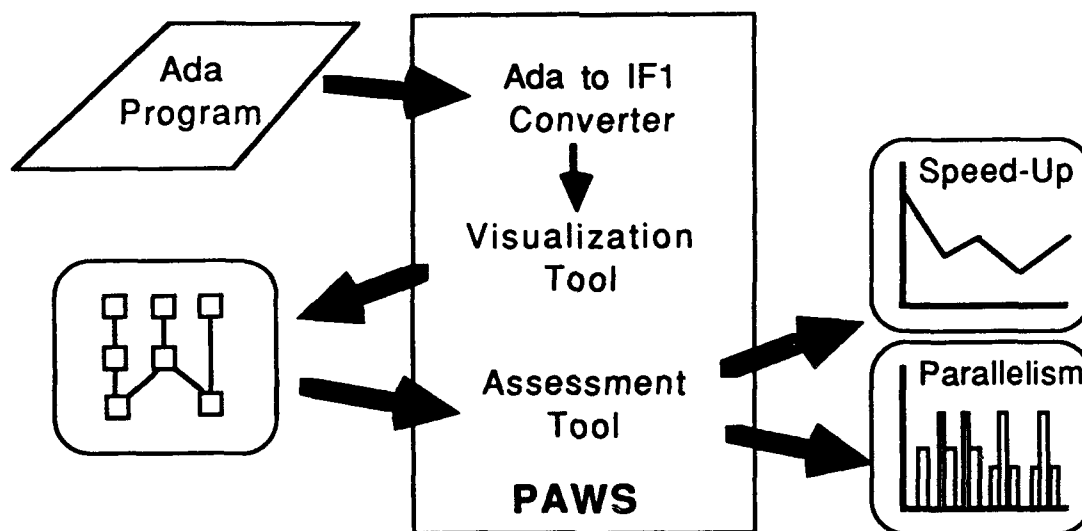 Ada
Program
Ada to IF1
Converter
Visualization
Tool
Assessment
Tool
PAWS
Speed-Up
Parallelism